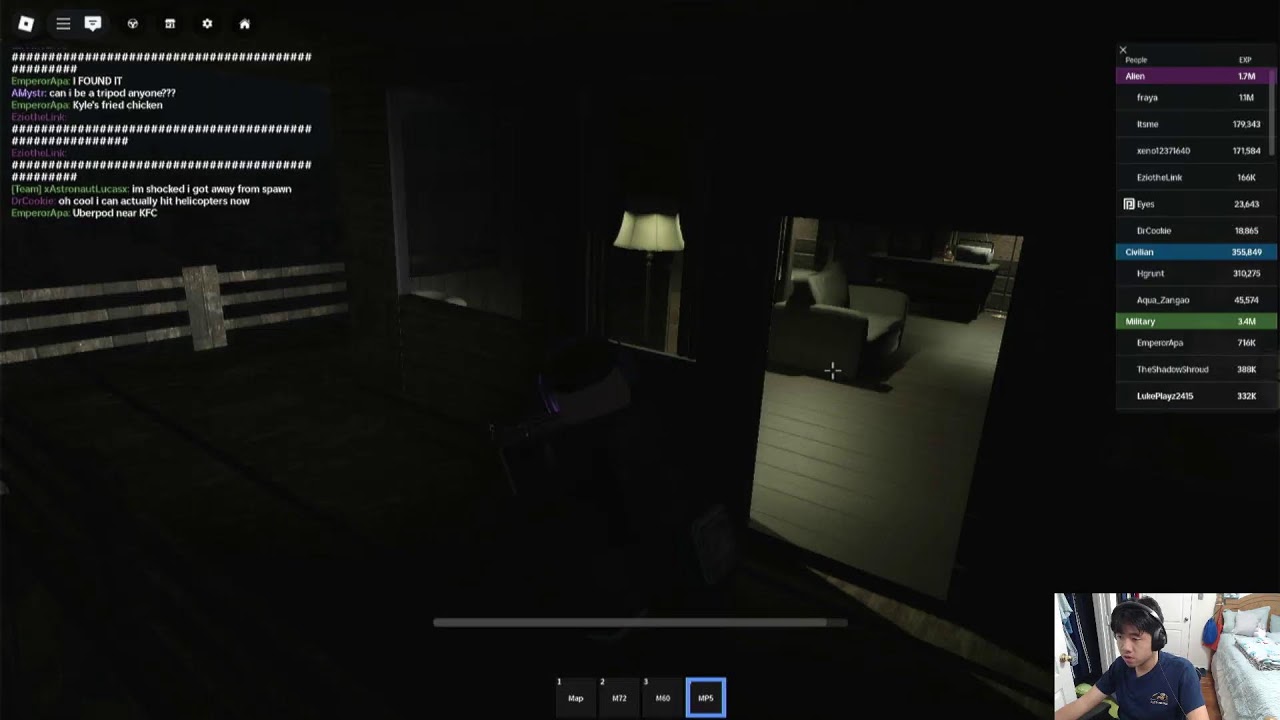 ######################################
#########
EmperorApa: I FOUND IT
AMystr: can i be a tripod anyone???
EmperorApa: Kyle's fried chicken
EziotheLink:
######################################
################
EziotheLink:
######################################
#########
[Team] xAstronautLucasx: im shocked i got away from spawn
DrCookie: oh cool i can actually hit helicopters now
EmperorApa: Uberpod near KFC
People EXP
Alien 1.7M
fraya 1.1M
Itsme 179,343
xeno12371640 171,584
EziotheLink 166K
Eyes 23,643
DrCookie 18,865
Civilian 355,849
Hgrunt 310,275
Aqua_Zangao 45,574
Military 3.4M
EmperorApa 716K
TheShadowShroud 388K
LukePlayz2415 332K
1 2 3
Map M72 M60 MP5